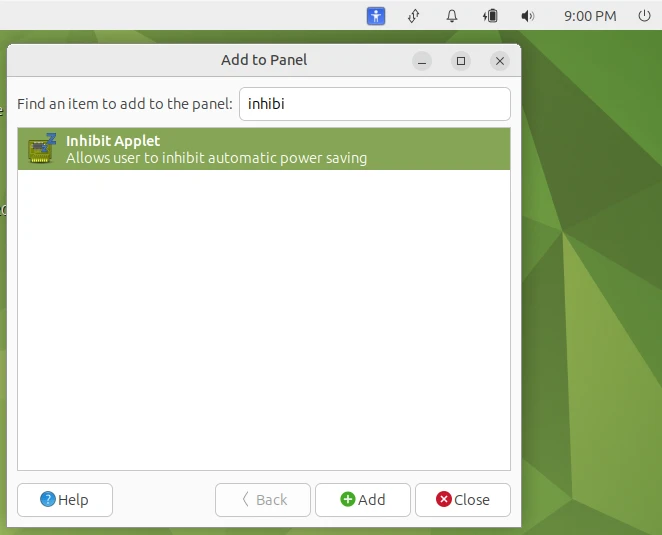 9:00 PM
Add to Panel
Find an item to add to the panel:
inhibi
Inhibit Applet
Allows user to inhibit automatic power saving
Help
Back
Add
Close